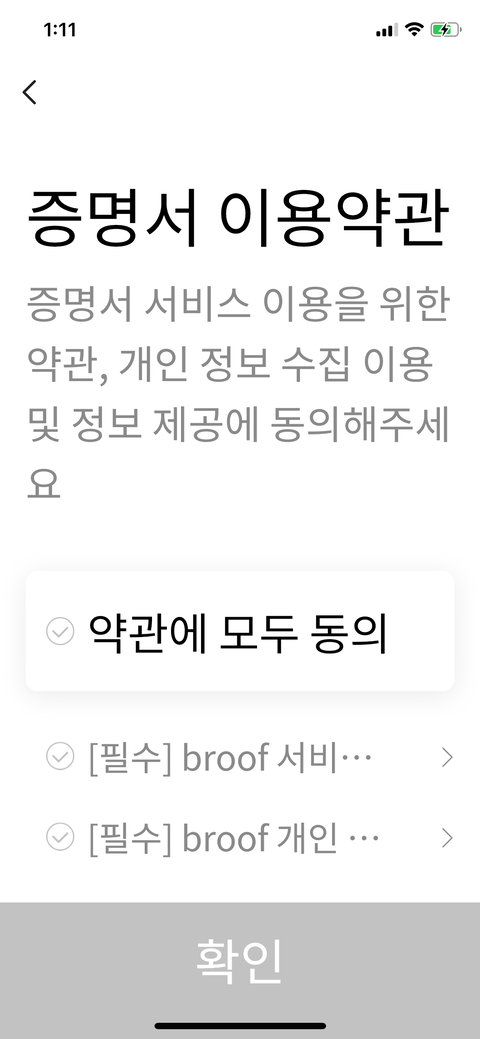 1:11
증명서 이용약관
증명서 서비스 이용을 위한
약관, 개인 정보 수집 이용
및 정보 제공에 동의해주세
요
약관에 모두 동의
[필수] broof 서비⋯
[필수] broof 개인 ⋯
확인